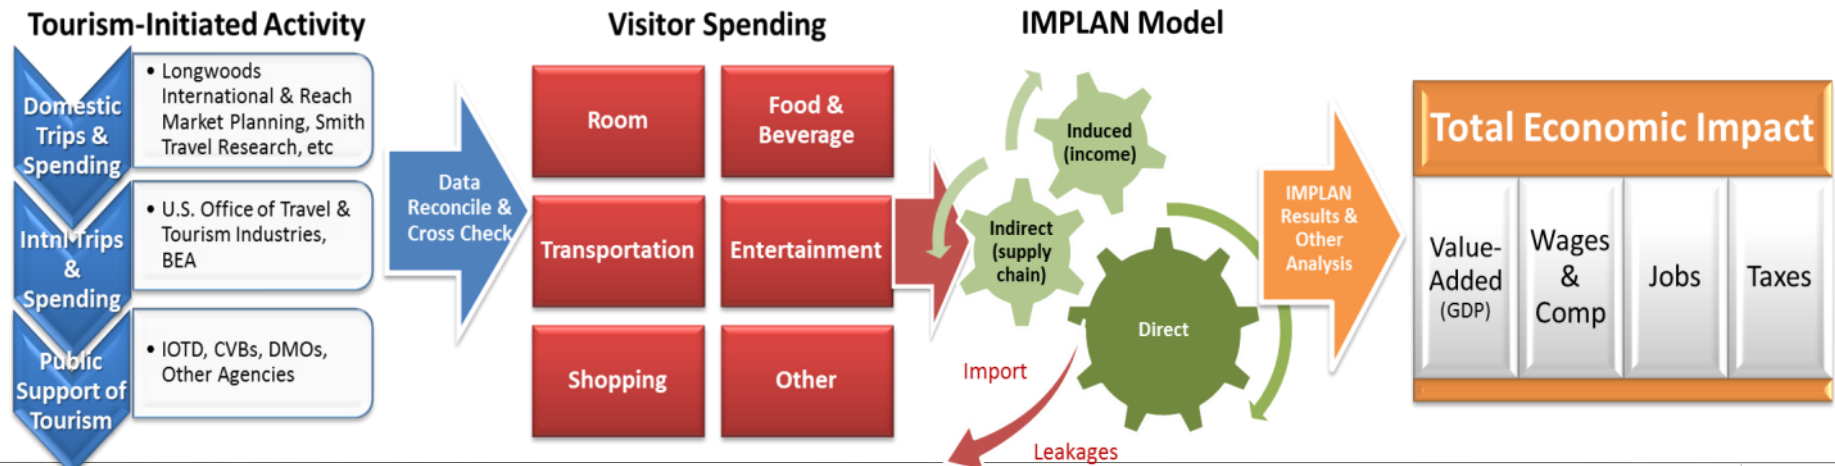 Tourism-Initiated Activity
Domestic
Trips &
Spending
• Longwoods
International & Reach
Market Planning, Smith
Travel Research, etc
Intnl Trips
&
Spending
• U.S. Office of Travel &
Tourism Industries,
BEA
Public
Support of
Tourism
• IOTD, CVBs, DMOs,
Other Agencies
Data
Reconcile &
Cross Check
Visitor Spending
Room
Food &
Beverage
Transportation
Entertainment
Shopping
Other
IMPLAN Model
Induced
(income)
Indirect
(supply
chain)
Direct
Import
Leakages
IMPLAN
Results &
Other
Analysis
Total Economic Impact
Value-
Added
(GDP)
Wages
&
Comp
Jobs
Taxes